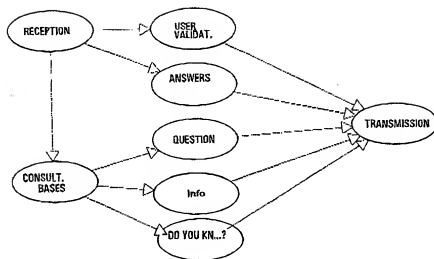 RECEPTION
USER
VALIDAT.
ANSWERS
TRANSMISSION
QUESTION
CONSULT.
BASES
Info
DO YOU KN...?